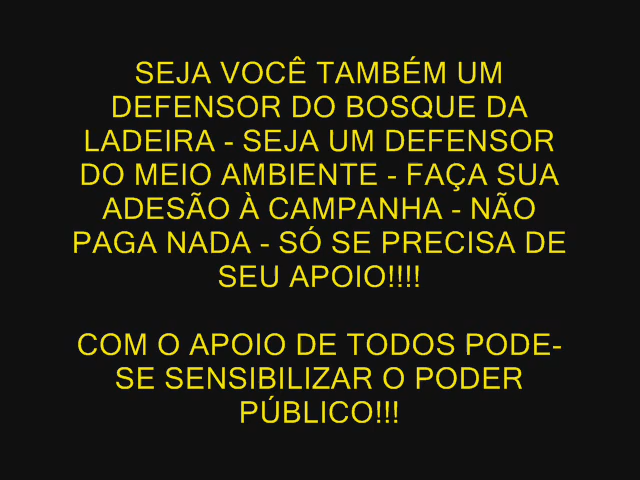 SEJA VOCÊ TAMBÉM UM
DEFENSOR DO BOSQUE DA
LADEIRA - SEJA UM DEFENSOR
DO MEIO AMBIENTE - FAÇA SUA
ADESÃO À CAMPANHA - NÃO
PAGA NADA - SÓ SE PRECISA DE
SEU APOIO!!!!
COM O APOIO DE TODOS PODE-
SE SENSIBILIZAR O PODER
PÚBLICO!!!